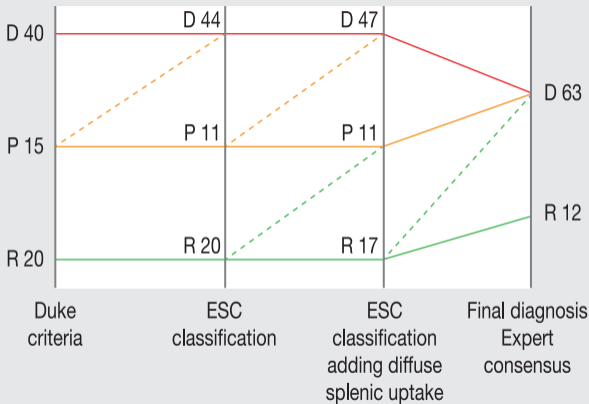 D 40
D 44
D 47
D 63
P 15
P 11
P 11
R 12
R 20
R 20
R 17
Duke
criteria
ESC
classification
ESC
classification
adding diffuse
splenic uptake
Final diagnosis
Expert
consensus